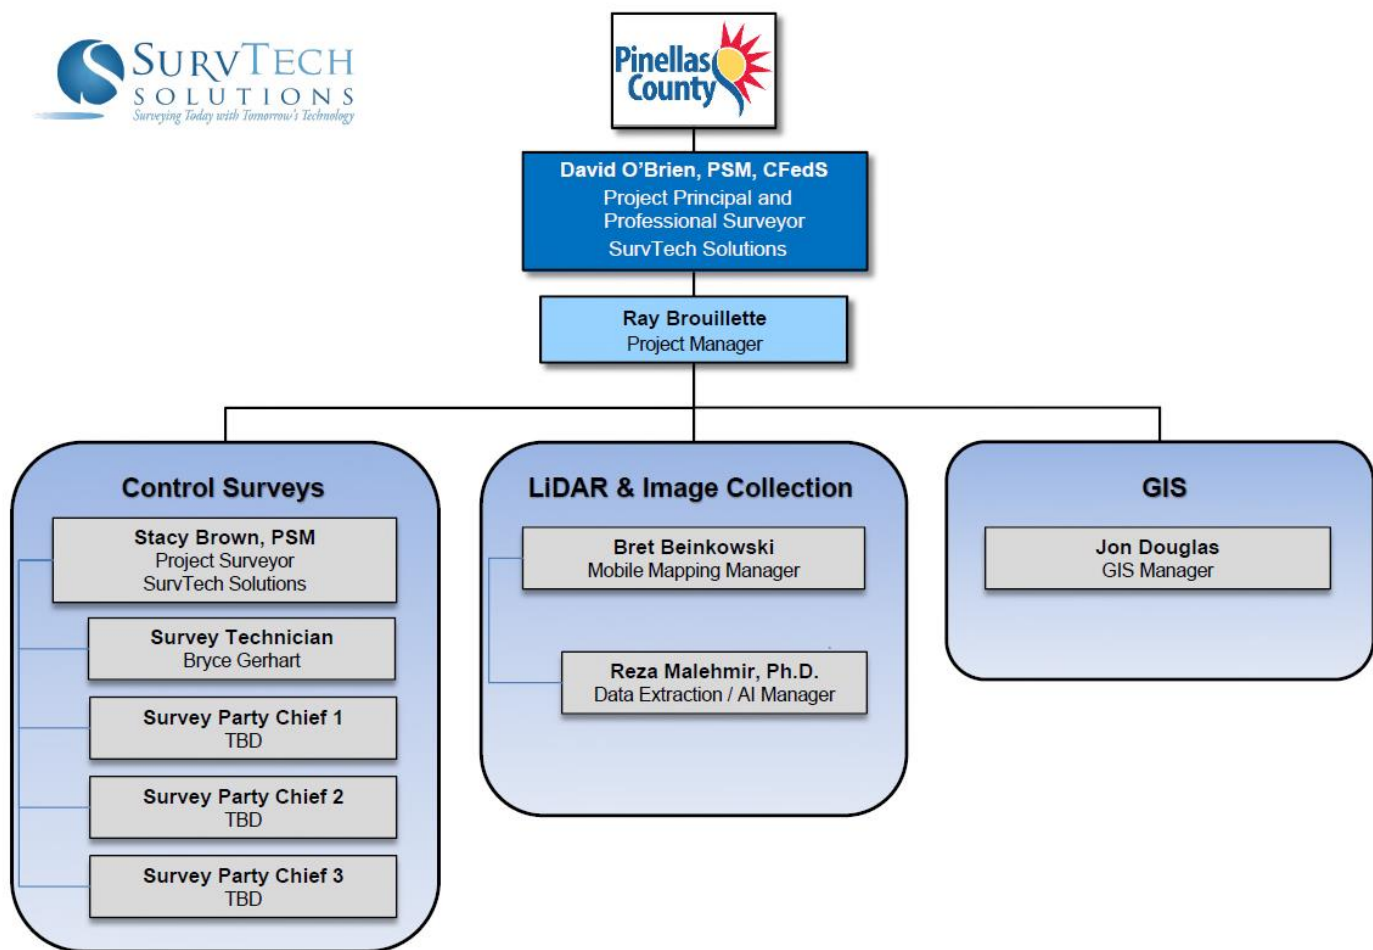 SURVTECH
SOLUTIONS
Surveying Today with Tomorrow's Technology
Pinellas
County
David O'Brien, PSM, CFedS
Project Principal and
Professional Surveyor
SurvTech Solutions
Ray Brouillette
Project Manager
Control Surveys
Stacy Brown, PSM
Project Surveyor
SurvTech Solutions
Survey Technician
Bryce Gerhart
Survey Party Chief 1
TBD
Survey Party Chief 2
TBD
Survey Party Chief 3
TBD
LiDAR & Image Collection
Bret Beinkowski
Mobile Mapping Manager
Reza Malehmir, Ph.D.
Data Extraction / AI Manager
GIS
Jon Douglas
GIS Manager